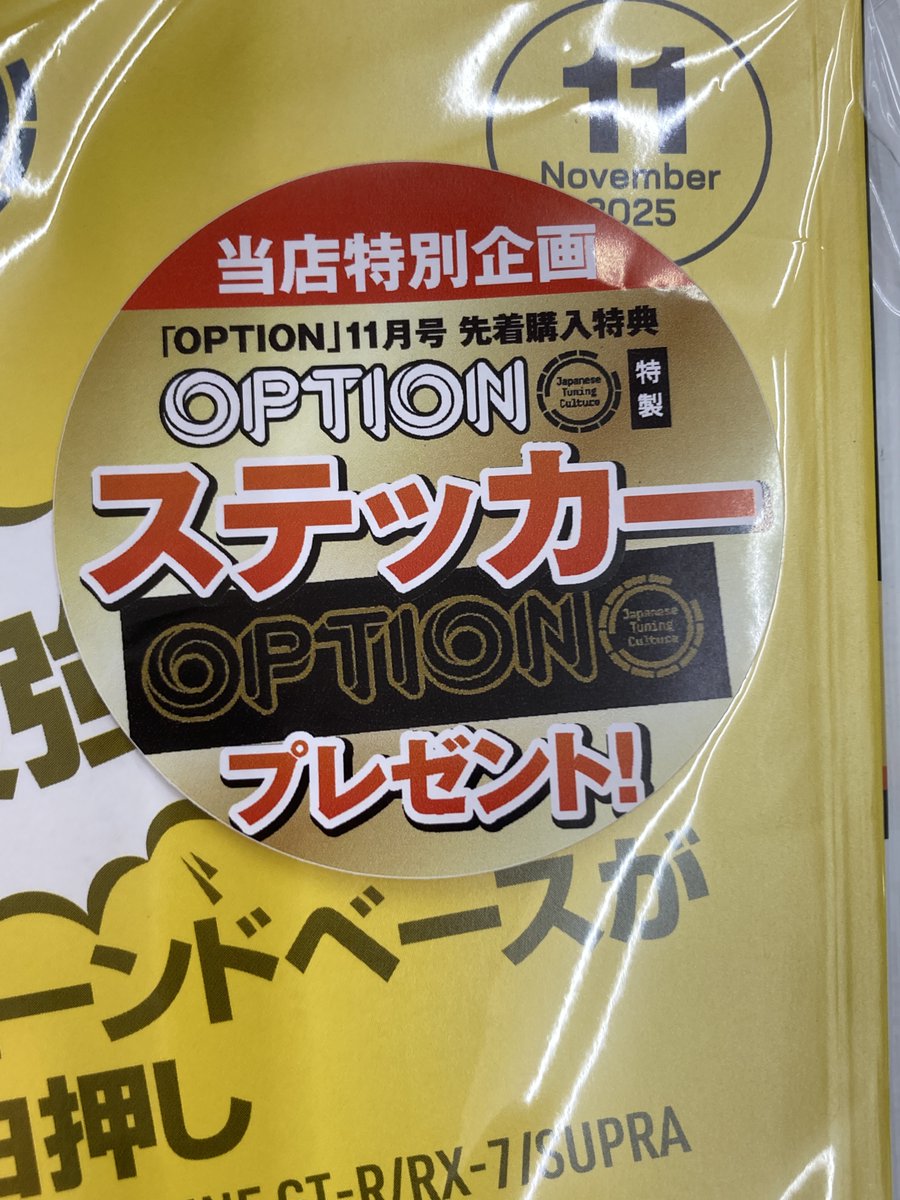 11
November
2025
当店特別企画
「OPTION」11月号 先着購入特典
OPTION
Japanese
Tuning
Culture
特製
ステッカー
OPTION
Japanese
Tuning
Culture
プレゼント!
強
ーンドベースが
押し
GT-R/RX-7/SUPRA